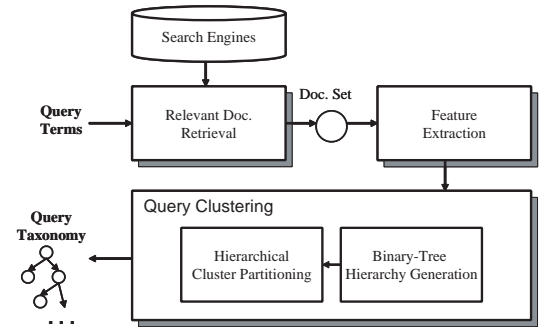 Search Engines
Query
Terms
Relevant Doc.
Retrieval
Doc. Set
Feature
Extraction
Query Clustering
Query
Taxonomy
Hierarchical
Cluster Partitioning
Binary-Tree
Hierarchy Generation
. . .